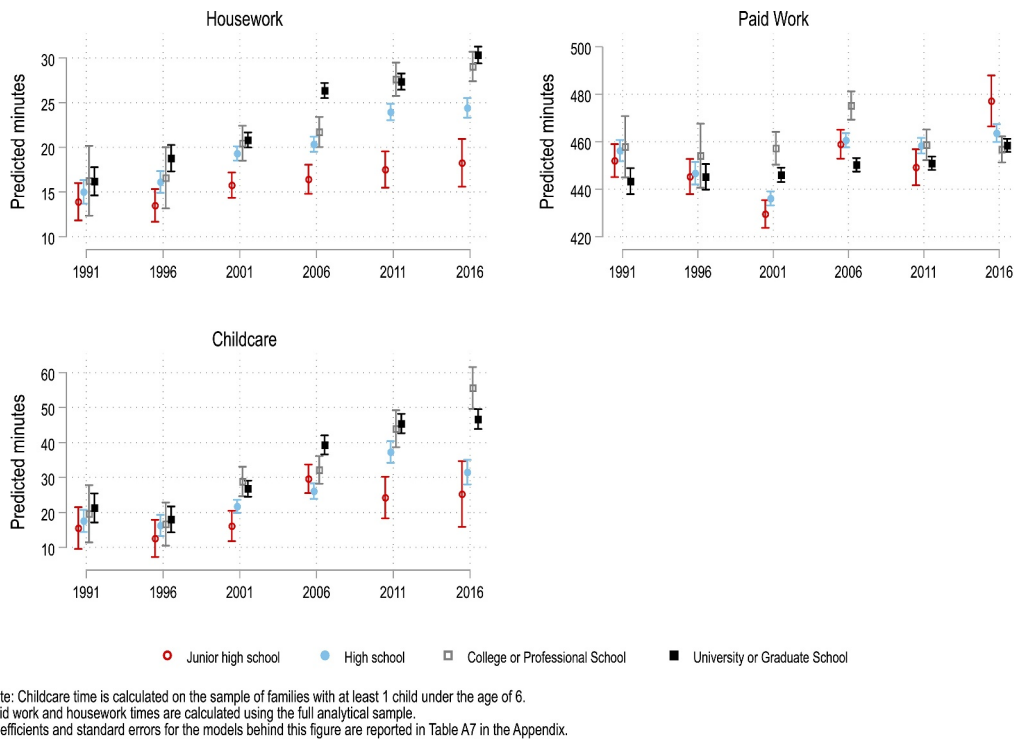 Housework
Predicted minutes
30
25
20
15
10
1991 1996 2001 2006 2011 2016
Paid Work
Predicted minutes
500
480
460
440
420
1991 1996 2001 2006 2011 2016
Childcare
Predicted minutes
60
50
40
30
20
10
1991 1996 2001 2006 2011 2016
Junior high school High school College or Professional School University or Graduate School
te: Childcare time is calculated on the sample of families with at least 1 child under the age of 6.
id work and housework times are calculated using the full analytical sample.
efficients and standard errors for the models behind this figure are reported in Table A7 in the Appendix.